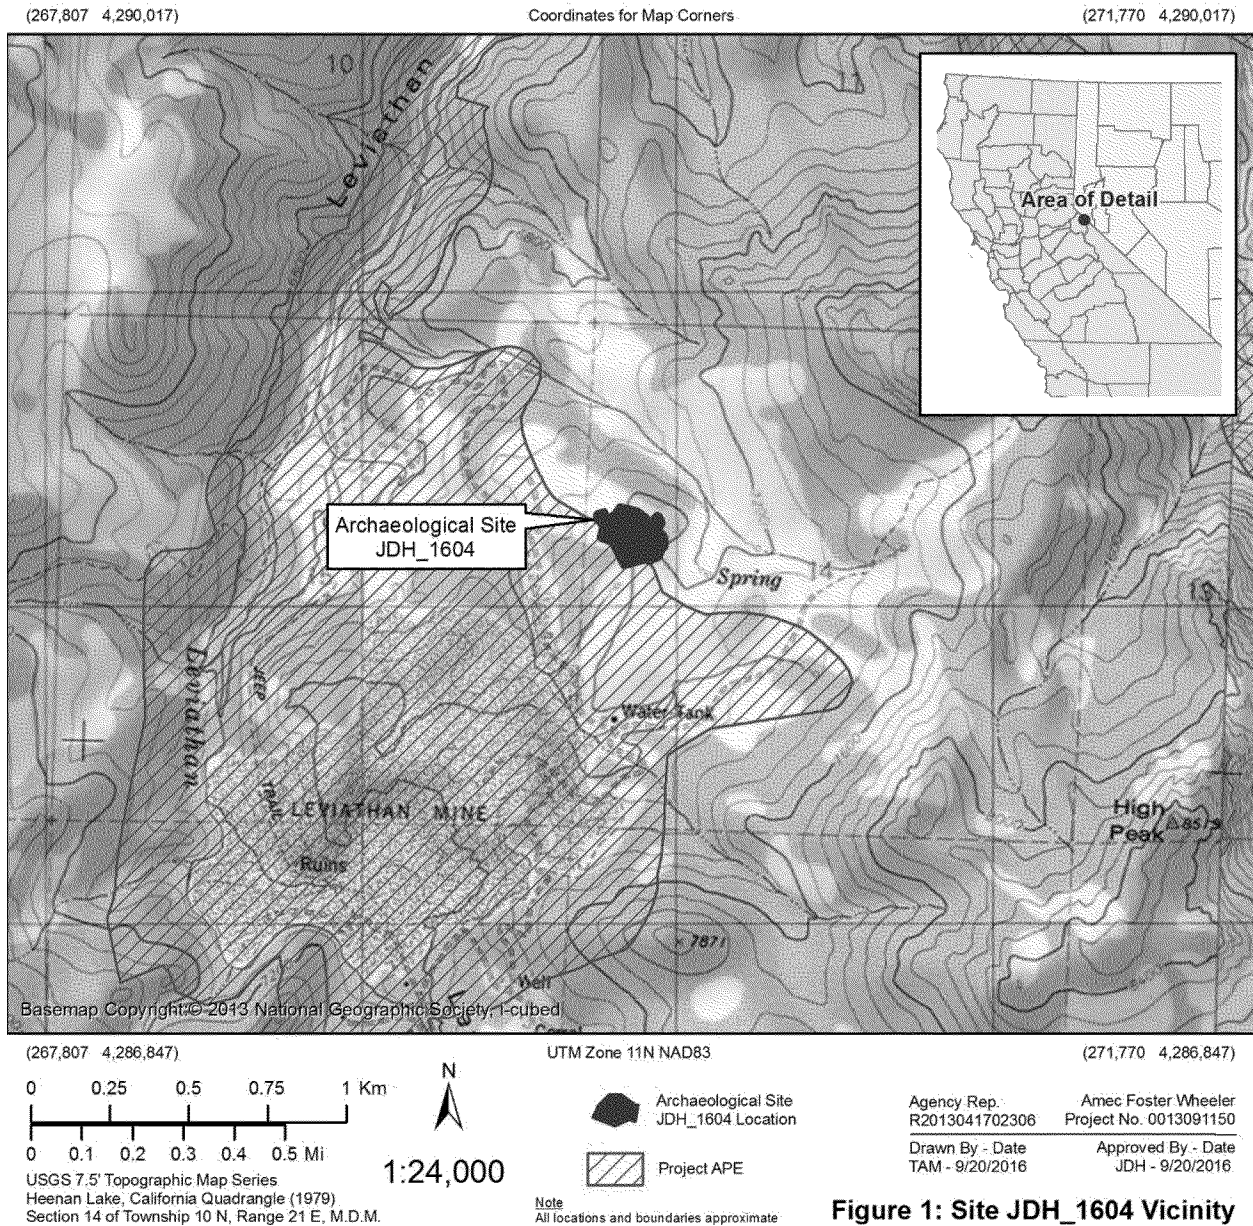 (267,807 4,290,017)
Coordinates for Map Corners
(271,770 4,290,017)
10
11
Leviathan
Area of Detail
800
Archaeological Site
JDH_1604
Spring
14
13
Leviathan
JEEP
TRAIL
Water Tank
LEVIATHAN MINE
Ruins
High
Peak
8579
7871
Well
Corral
Basemap Copyright:© 2013 National Geographic Society, i-cubed
(267,807 4,286,847)
UTM Zone 11N NAD83
(271,770 4,286,847)
0 0.25 0.5 0.75 1 Km
0 0.1 0.2 0.3 0.4 0.5 Mi
USGS 7.5' Topographic Map Series
Heenan Lake, California Quadrangle (1979)
Section 14 of Township 10 N, Range 21 E, M.D.M.
N
1:24,000
Archaeological Site
JDH_1604 Location
Project APE
Note
All locations and boundaries approximate
Agency Rep.
R2013041702306
Amec Foster Wheeler
Project No. 0013091150
Drawn By - Date
TAM - 9/20/2016
Approved By - Date
JDH - 9/20/2016
Figure 1: Site JDH_1604 Vicinity